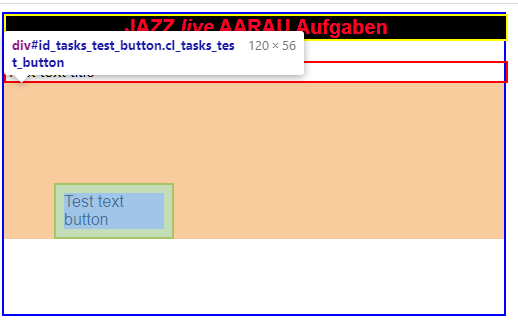 JAZZ live AARAU Aufgaben
div#id_tasks_test_button.cl_tasks_tes 120 × 56
t_button
text title
Test text
button